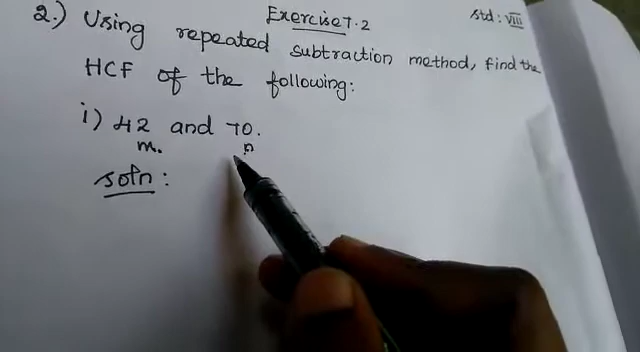 Exercise 7.2
Std: VIII
2.) Using repeated subtraction method, find the
HCF of the following:
i) 42 and 70.
m. n
soln: